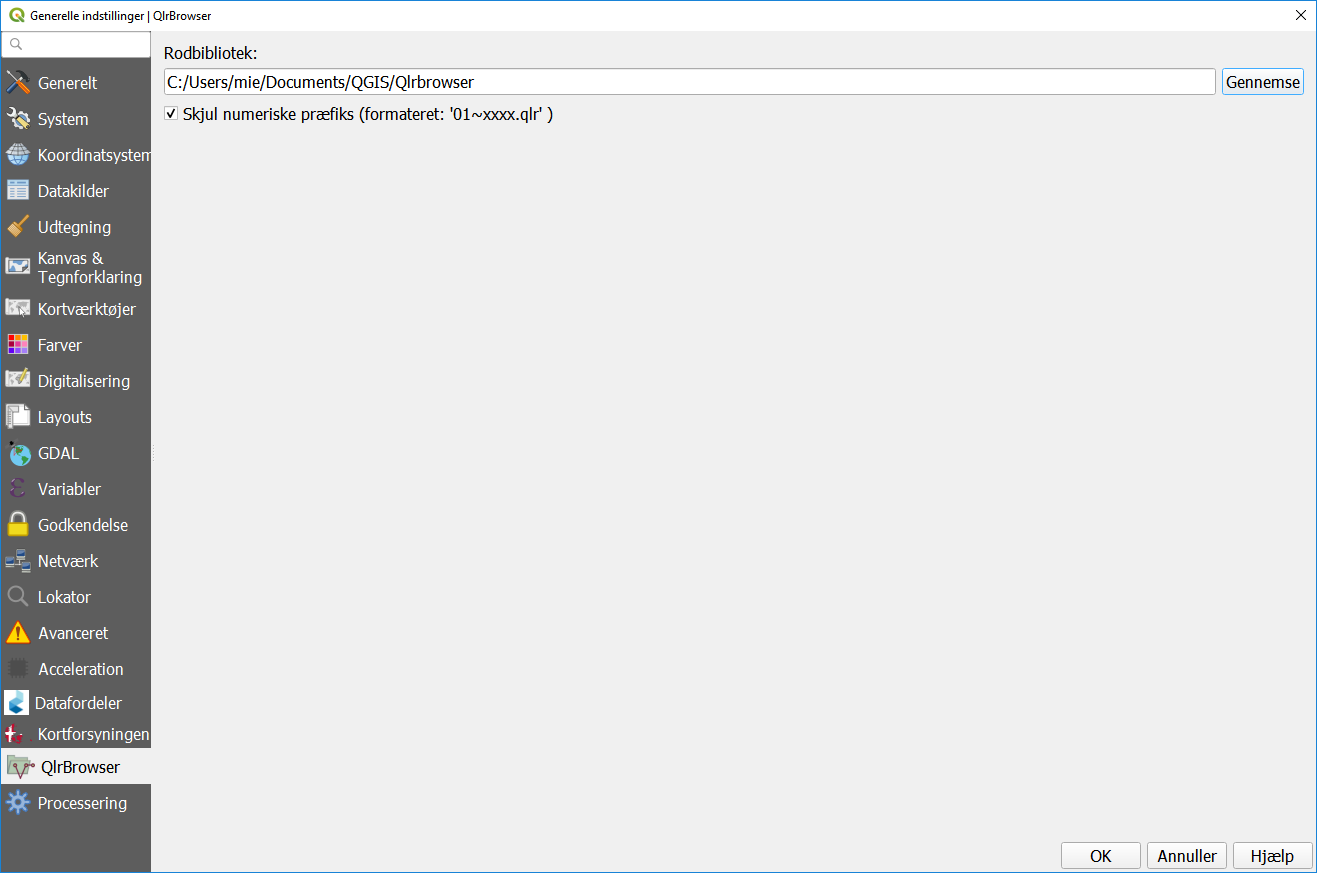 Generelle indstillinger | QlrBrowser
Rodbibliotek:
C:/Users/mie/Documents/QGIS/Qlrbrowser
Gennemse
Skjul numeriske præfiks (formateret: '01~xxxx.qlr' )
Generelt
System
Koordinatsystem
Datakilder
Udtegning
Kanvas &
Tegnforklaring
Kortværktøjer
Farver
Digitalisering
Layouts
GDAL
Variabler
Godkendelse
Netværk
Lokator
Avanceret
Acceleration
Datafordeler
Kortforsyningen
QlrBrowser
Processering
OK
Annuller
Hjælp